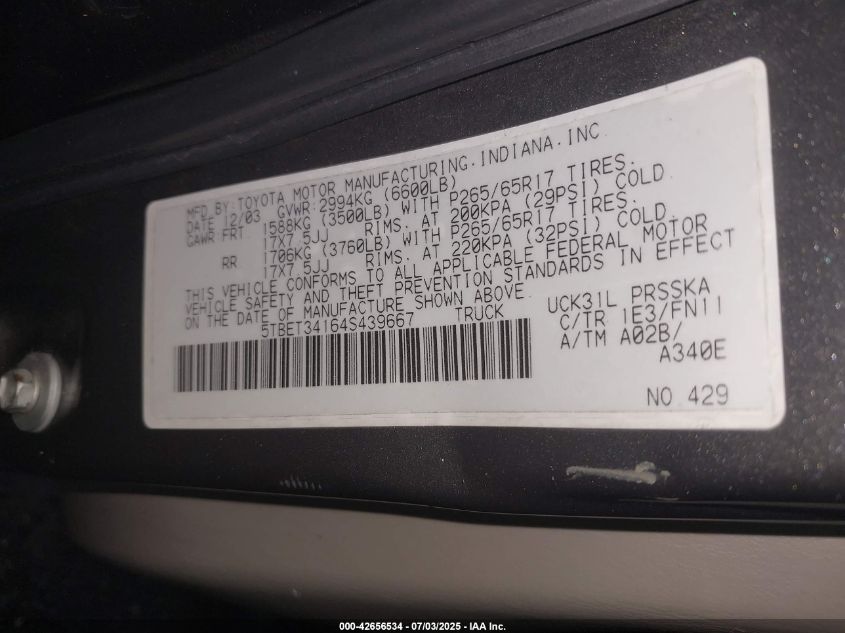 MFD.BY:TOYOTA MOTOR MANUFACTURING.INDIANA.INC
DATE 12/03 GVWR:2994KG (6600LB)
GAWR FRT 1588KG (3500LB) WITH P265/65R17 TIRES.
17X7.5JJ RIMS. AT 200KPA (29PSI) COLD
RR 1706KG (3760LB) WITH P265/65R17 TIRES.
17X7.5JJ RIMS. AT 220KPA (32PSI) COLD
THIS VEHICLE CONFORMS TO ALL APPLICABLE FEDERAL MOTOR
VEHICLE SAFETY AND THEFT PREVENTION STANDARDS IN EFFECT
ON THE DATE OF MANUFACTURE SHOWN ABOVE.
5TBET34164S439667 TRUCK
UCK31L PRSSKA
C/TR 1E3/FN11
A/TM A02B/
A340E
NO 429
000-42656534 - 07/03/2025 - IAA Inc.